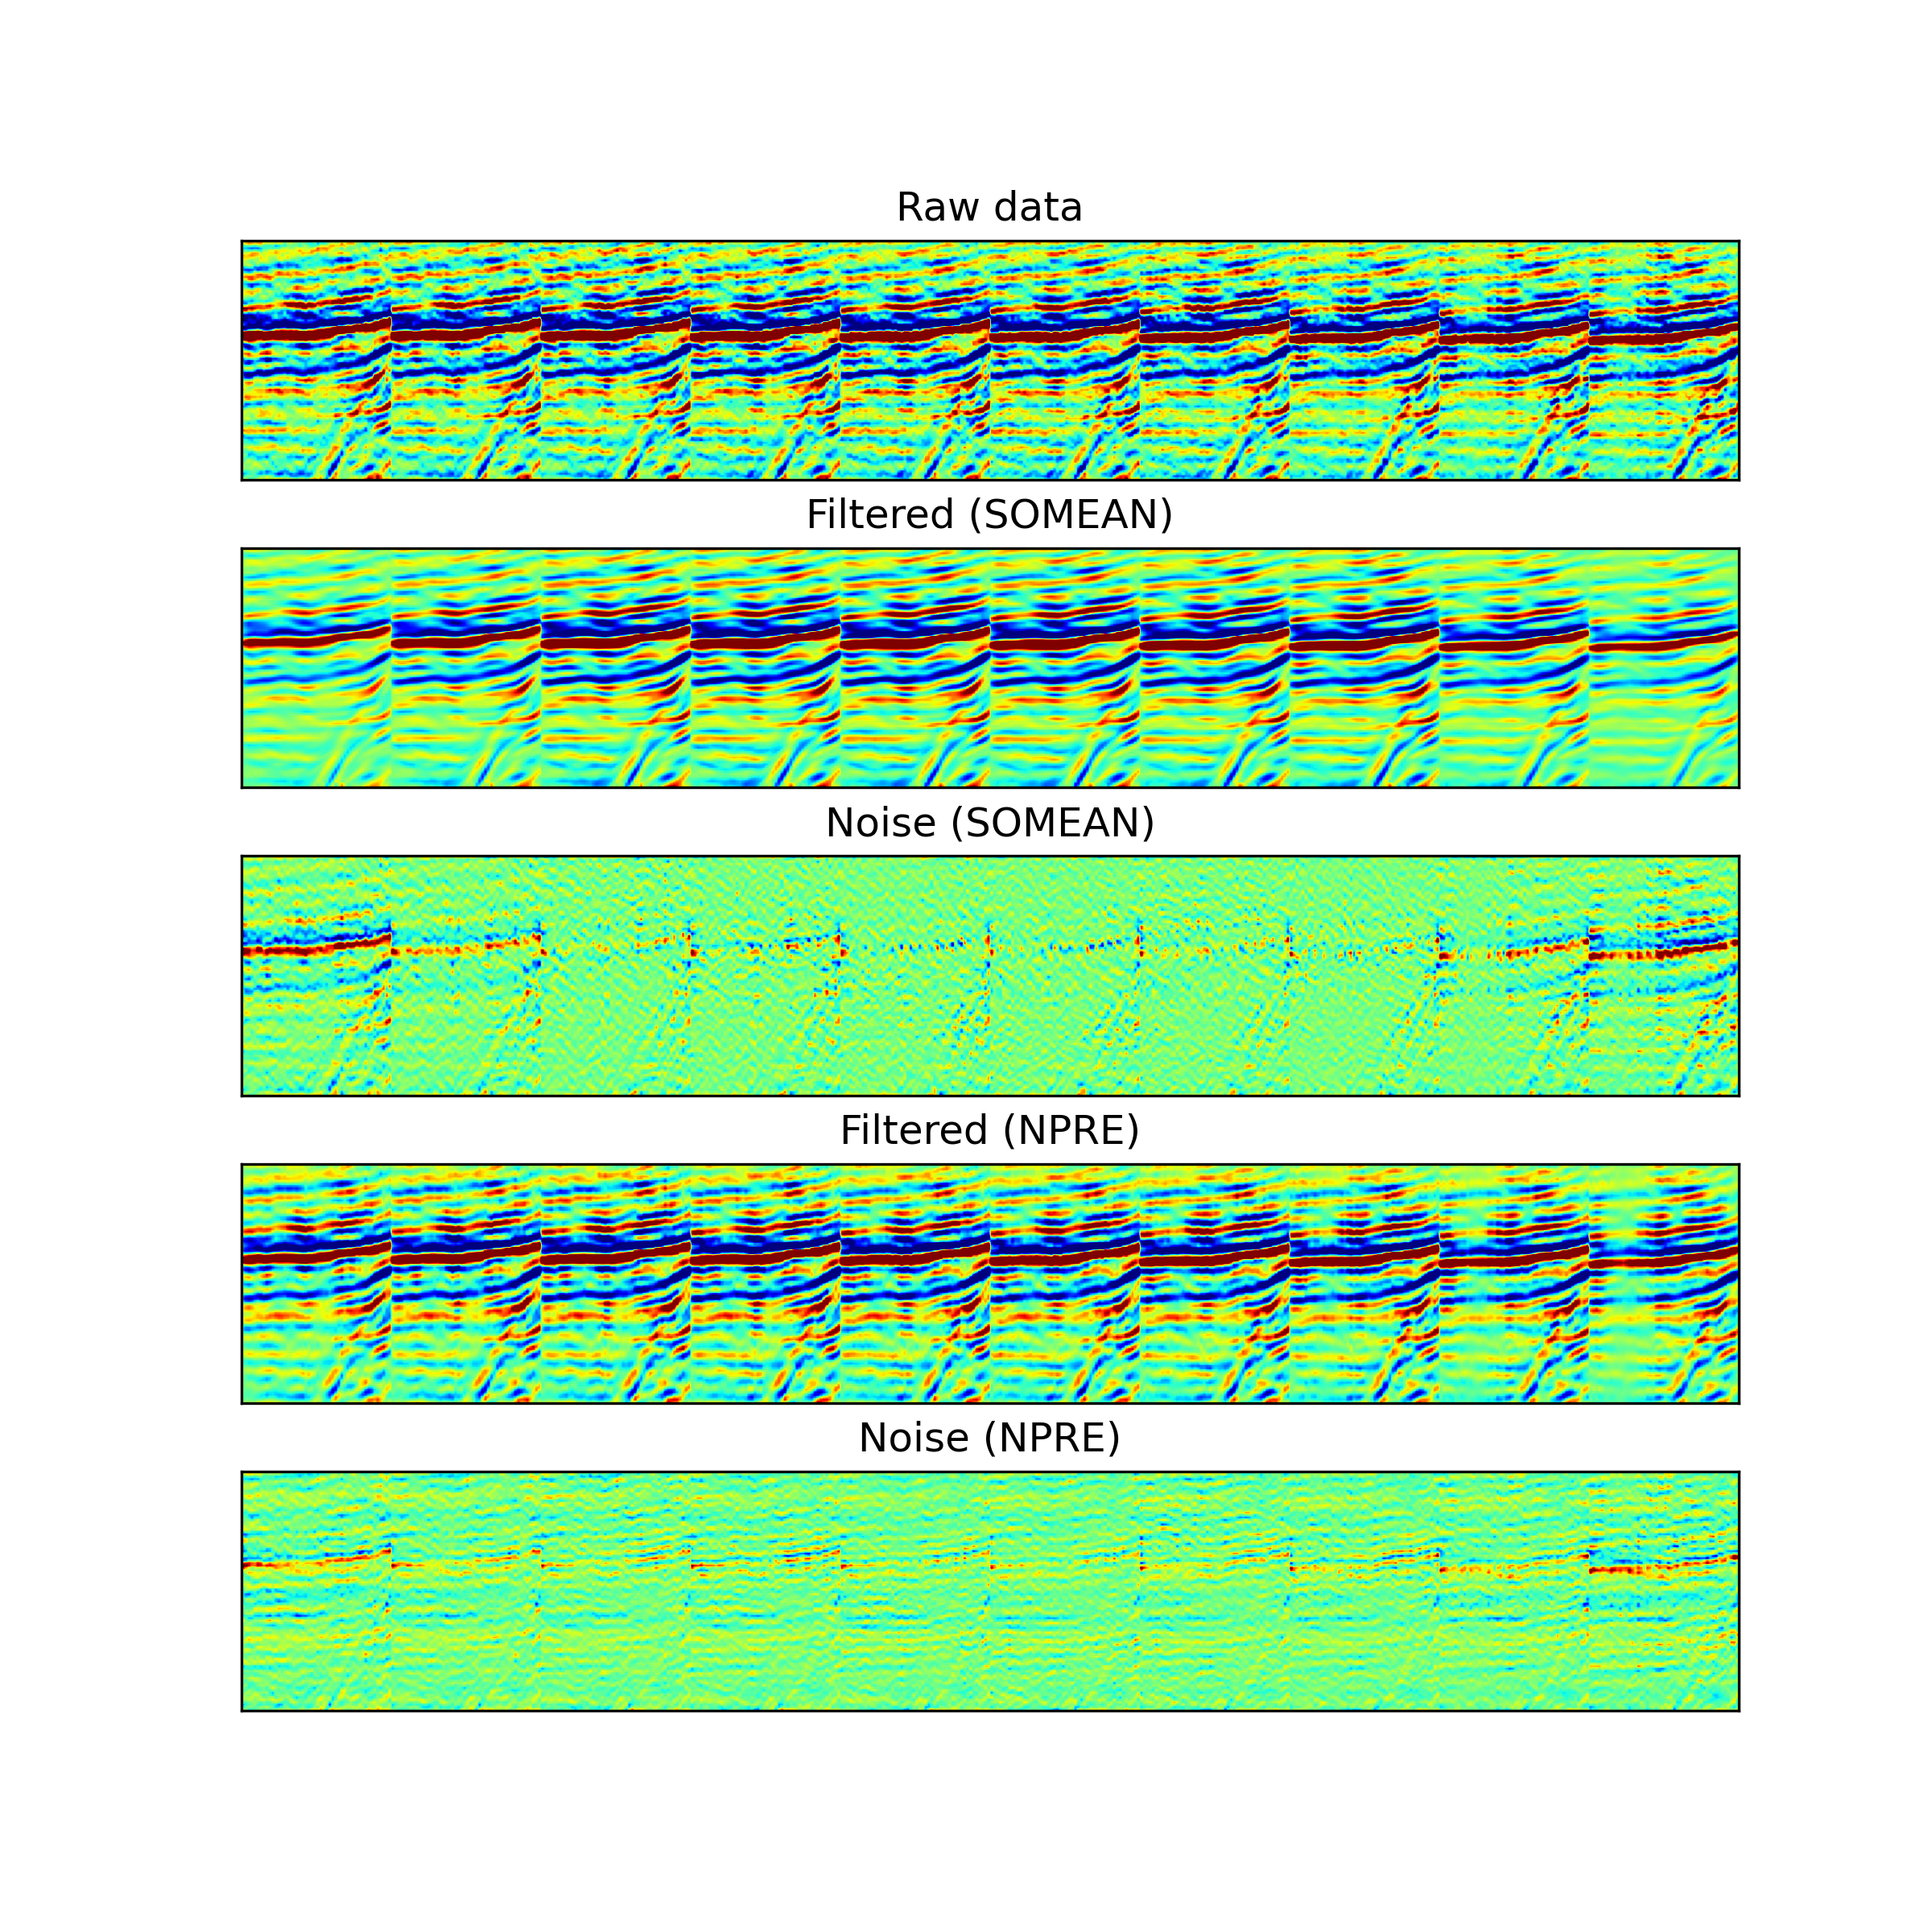 Raw data
Filtered (SOMEAN)
Noise (SOMEAN)
Filtered (NPRE)
Noise (NPRE)